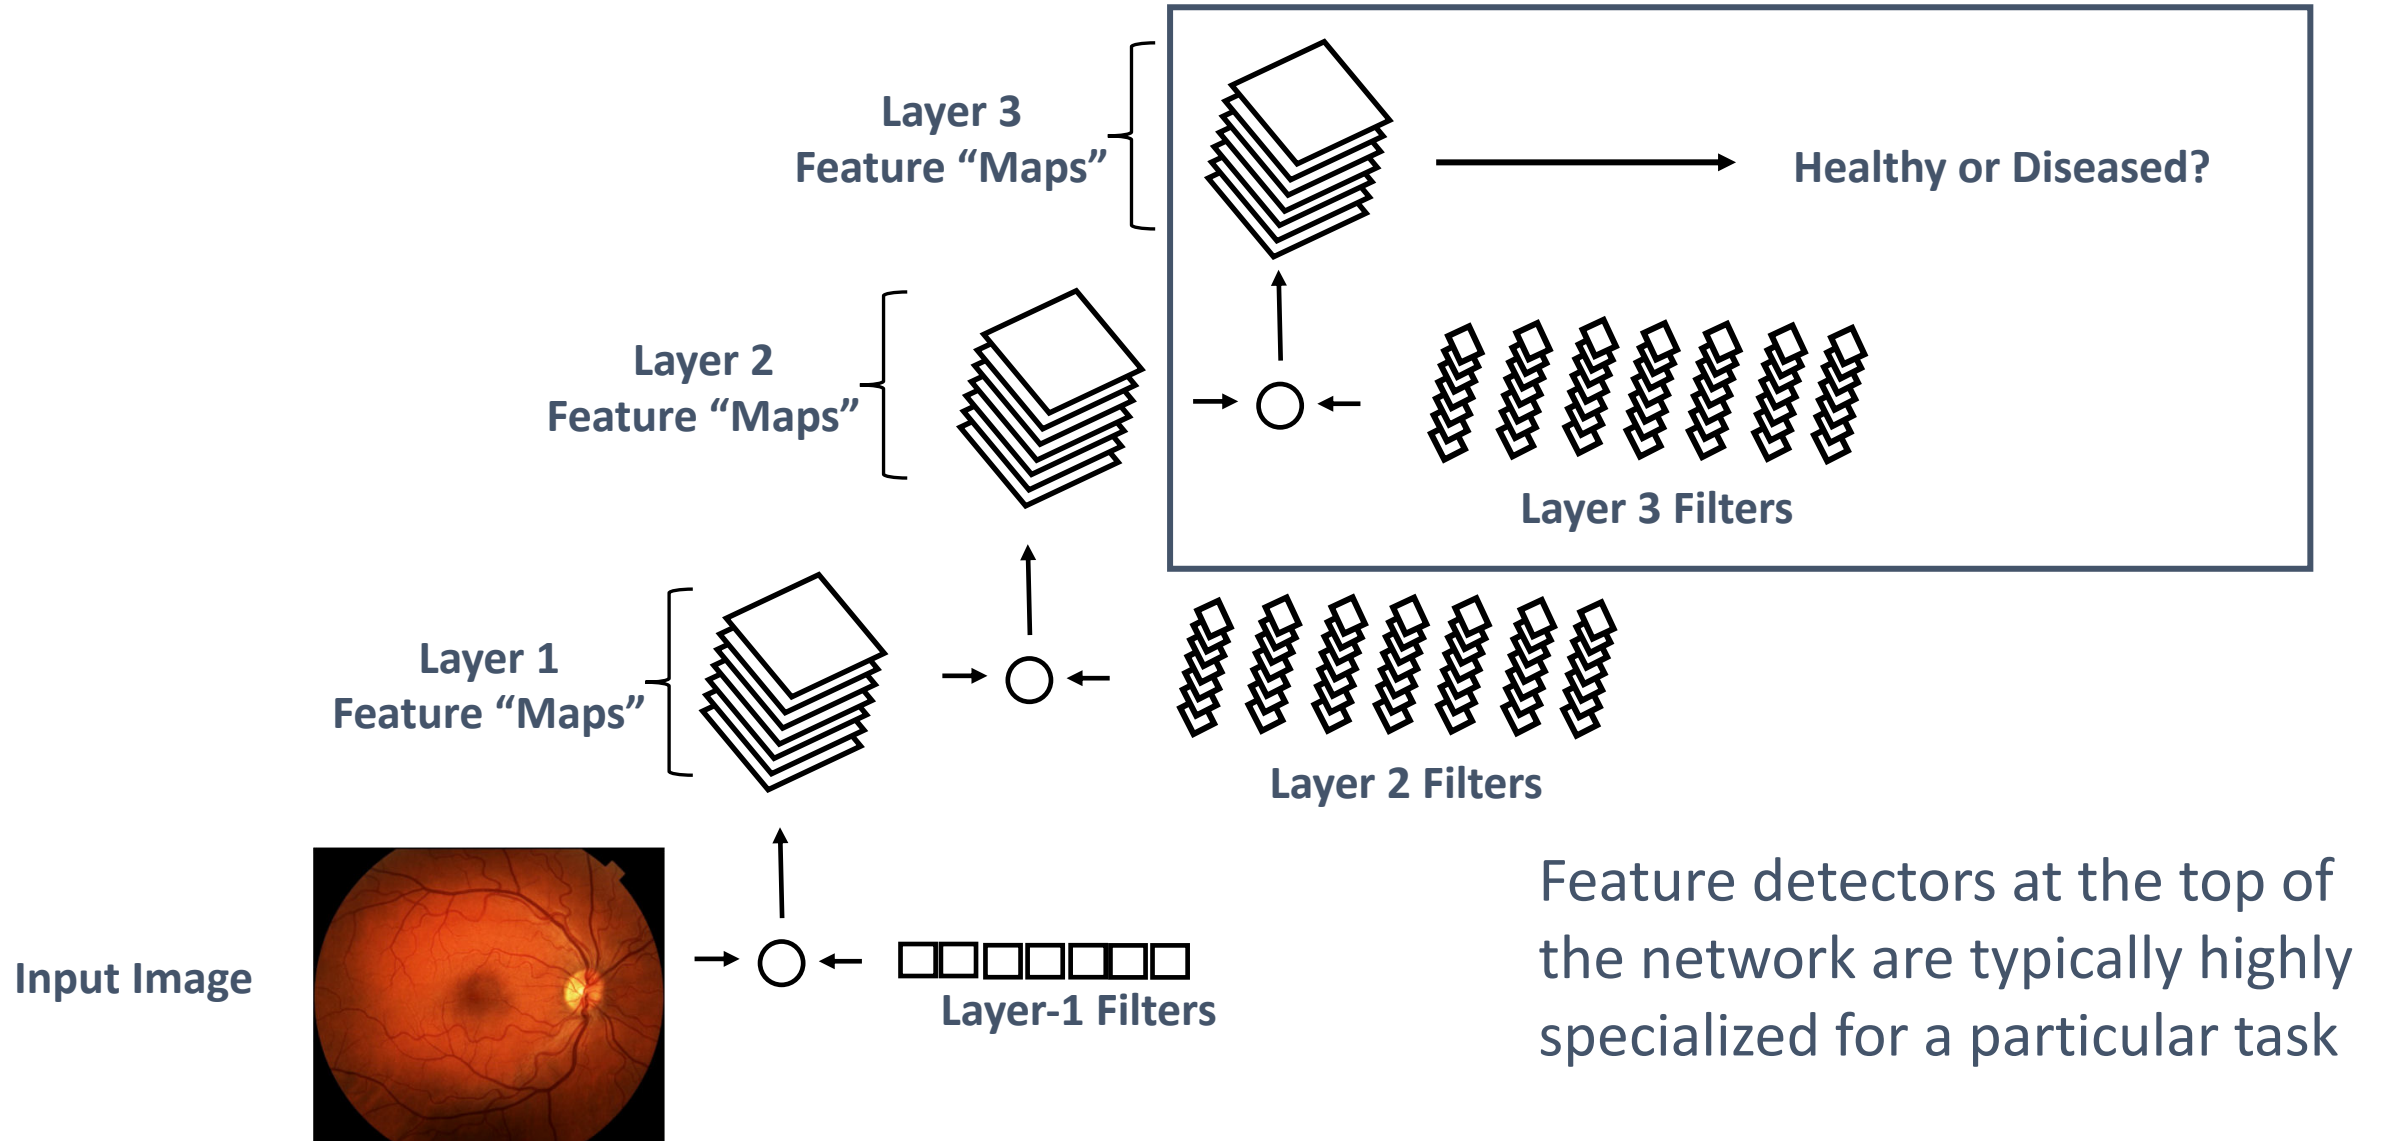 Layer 3
Feature “Maps”
Healthy or Diseased?
Layer 2
Feature “Maps”
Layer 3 Filters
Layer 1
Feature “Maps”
Layer 2 Filters
Input Image
Layer-1 Filters
Feature detectors at the top of
the network are typically highly
specialized for a particular task